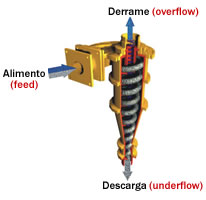 Derrame (overflow)
Alimento
(feed)
Descarga (underflow)